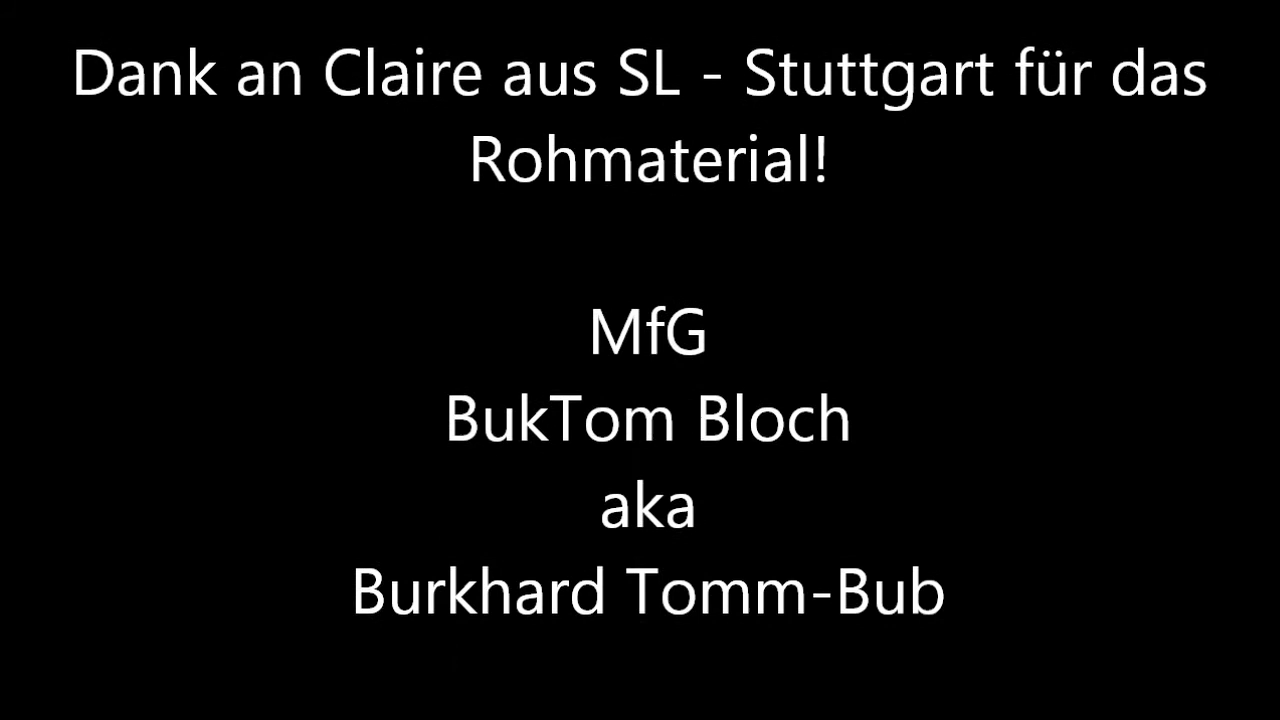 Dank an Claire aus SL - Stuttgart für das
Rohmaterial!
MfG
BukTom Bloch
aka
Burkhard Tomm-Bub